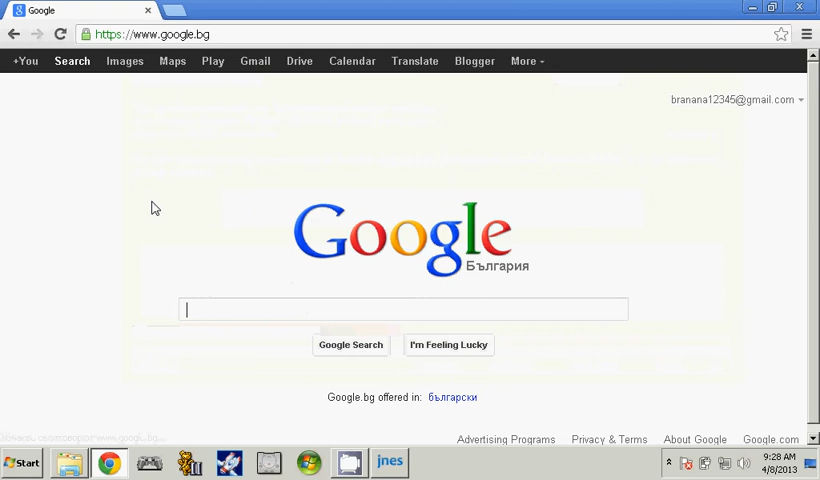 Google
https://www.google.bg
+You Search Images Maps Play Gmail Drive Calendar Translate Blogger More
branana12345@gmail.com
Google
България
Google Search I'm Feeling Lucky
Google.bg offered in: български
Advertising Programs Privacy & Terms About Google Google.com
Start jnes 9:28 AM
4/8/2013